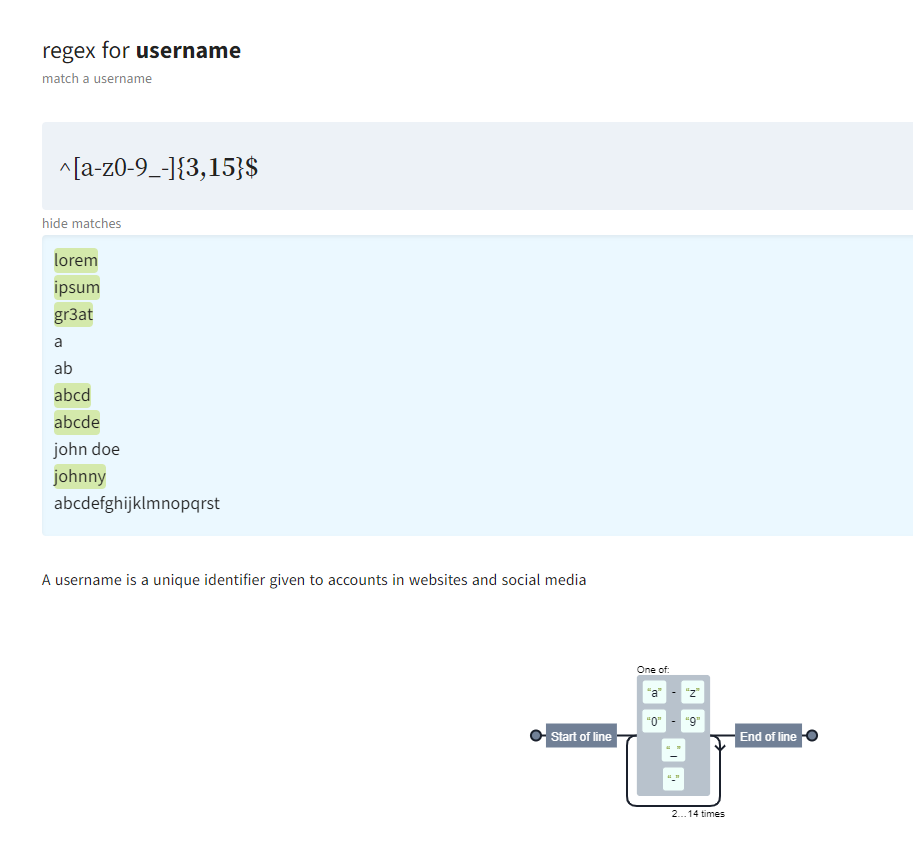 regex for username
match a username
^[a-z0-9_-]{3,15}$
hide matches
lorem
ipsum
gr3at
a
ab
abcd
abcde
john doe
johnny
abcdefghijklmnopqrst
A username is a unique identifier given to accounts in websites and social media
One of:
“a” - “z”
“0” - “9”
Start of line
“_”
End of line
“-”
2...14 times